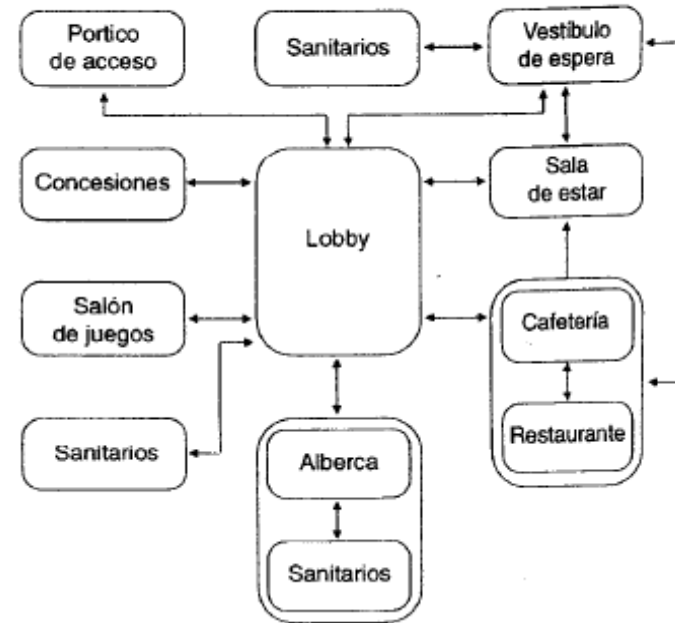 Portico
de acceso
Sanitarios
Vestíbulo
de espera
Concesiones
Lobby
Sala
de estar
Salón
de juegos
Cafetería
Sanitarios
Alberca
Restaurante
Sanitarios